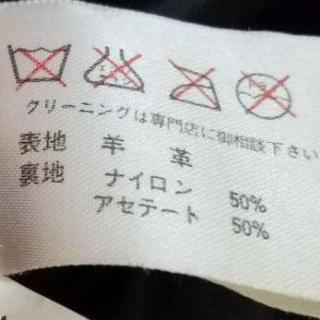 クリーニングは専門店に御相談下さい
表地 羊 革
裏地 ナイロン 50%
アセテート 50%